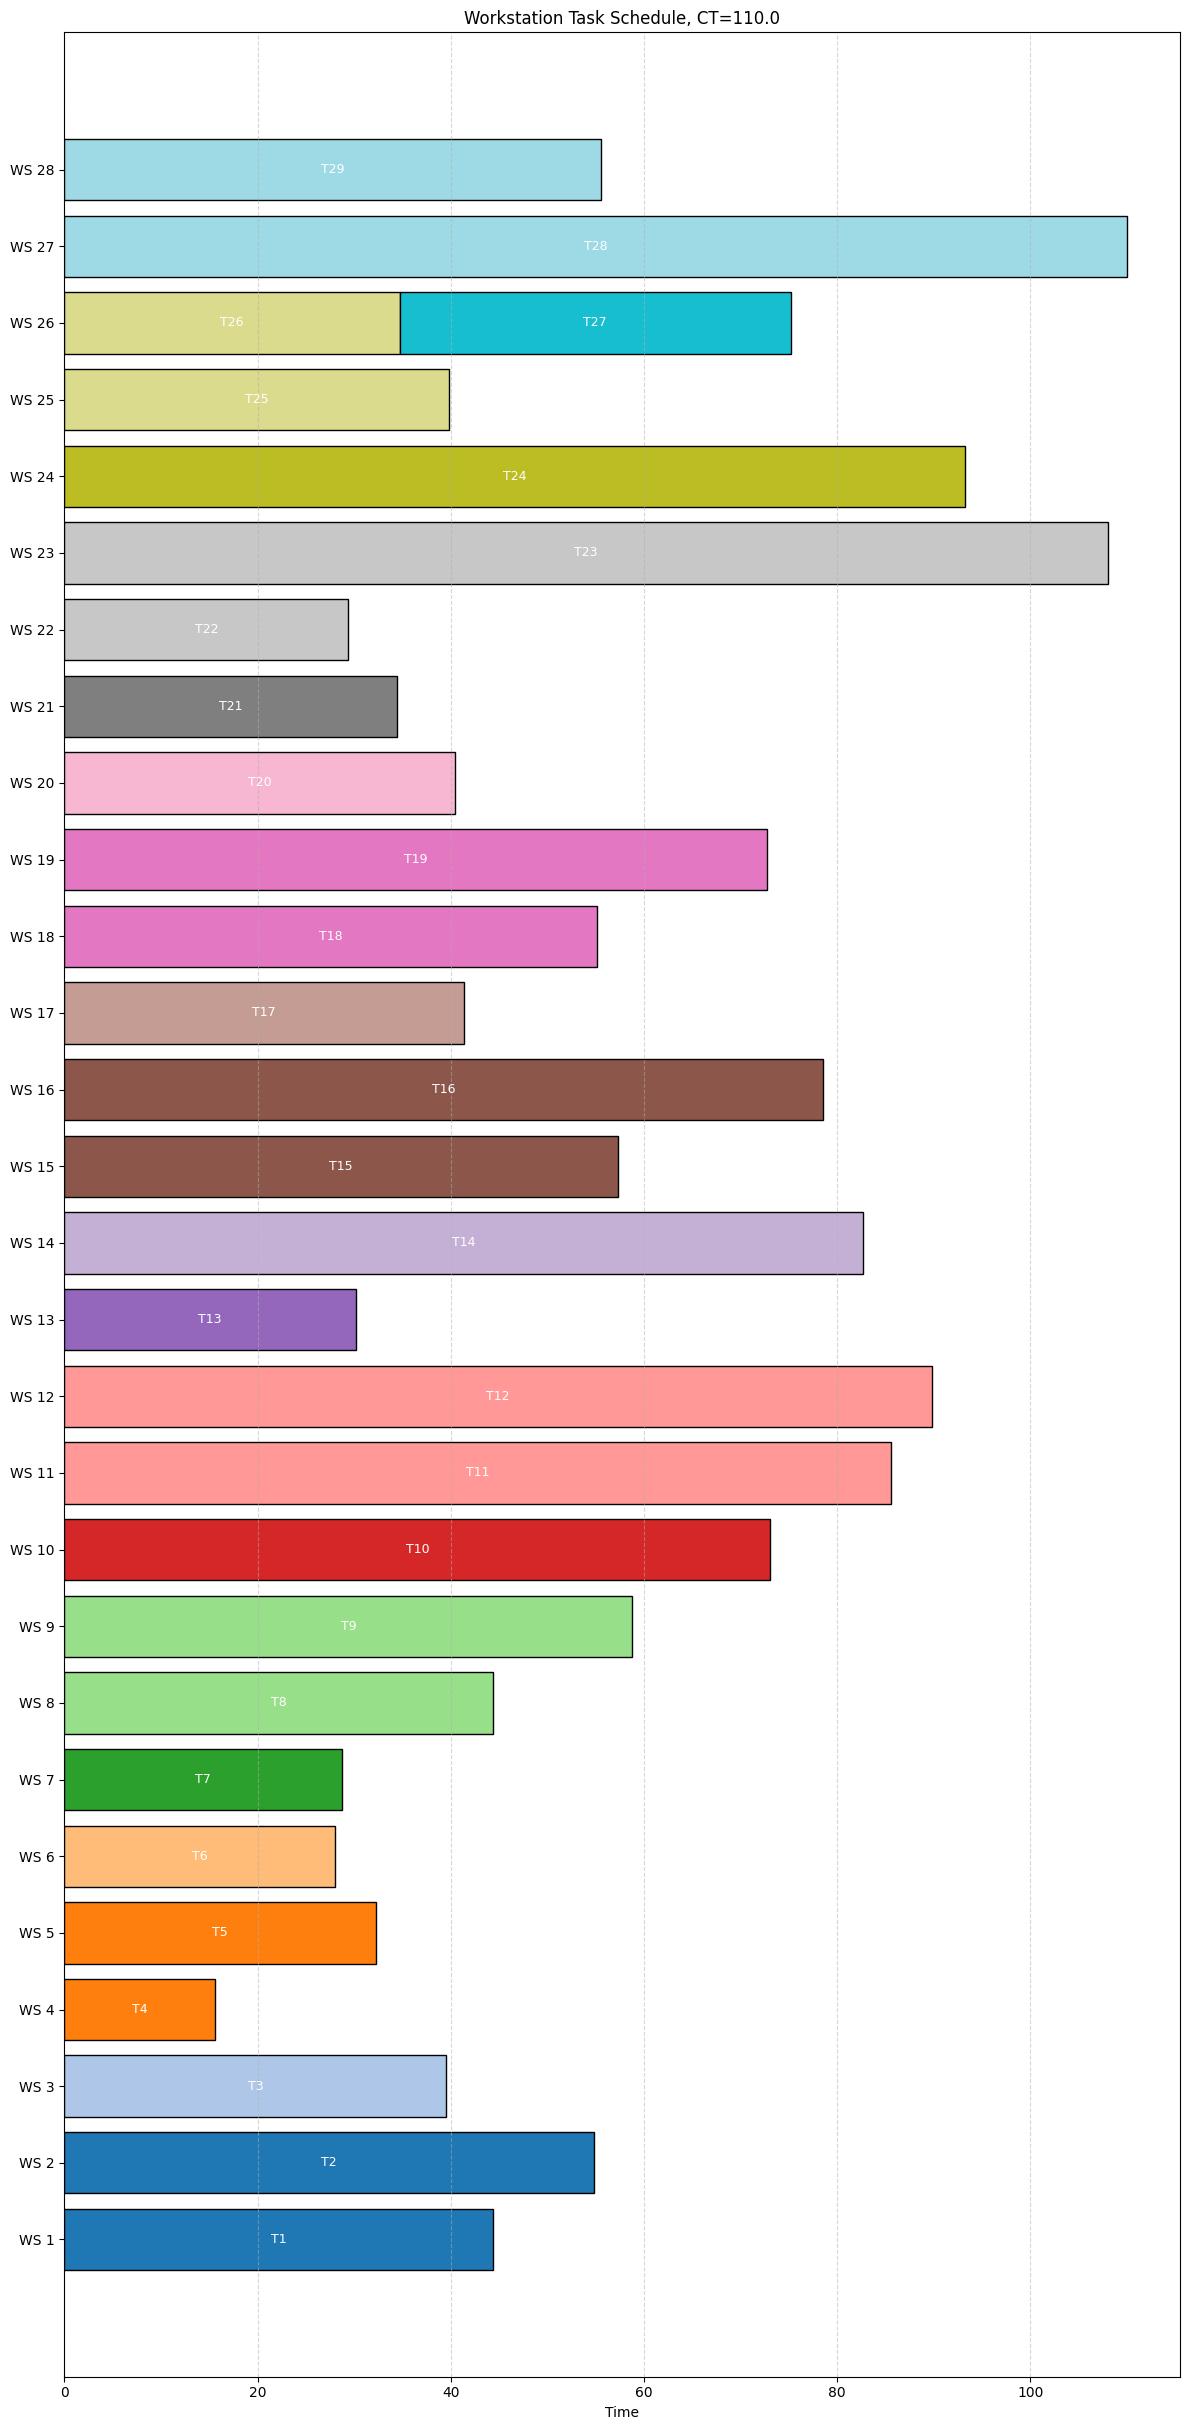 Workstation Task Schedule, CT=110.0
WS 28 T29
WS 27 T28
WS 26 T26 T27
WS 25 T25
WS 24 T24
WS 23 T23
WS 22 T22
WS 21 T21
WS 20 T20
WS 19 T19
WS 18 T18
WS 17 T17
WS 16 T16
WS 15 T15
WS 14 T14
WS 13 T13
WS 12 T12
WS 11 T11
WS 10 T10
WS 9 T9
WS 8 T8
WS 7 T7
WS 6 T6
WS 5 T5
WS 4 T4
WS 3 T3
WS 2 T2
WS 1 T1
0 20 40 60 80 100
Time